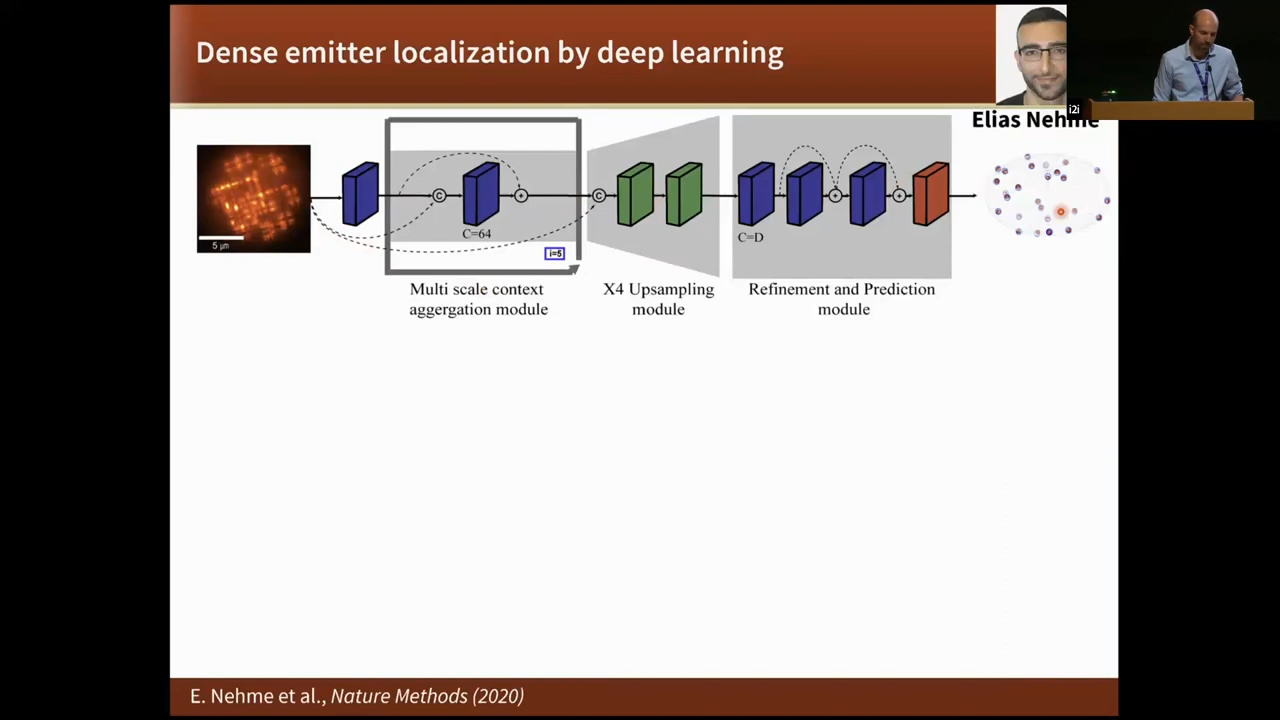 Dense emitter localization by deep learning
i2i
Elias Nehme
5 μm
C
+
C=64
i=5
C
C=D
+
+
Multi scale context
aggergation module
X4 Upsampling
module
Refinement and Prediction
module
E. Nehme et al., Nature Methods (2020)